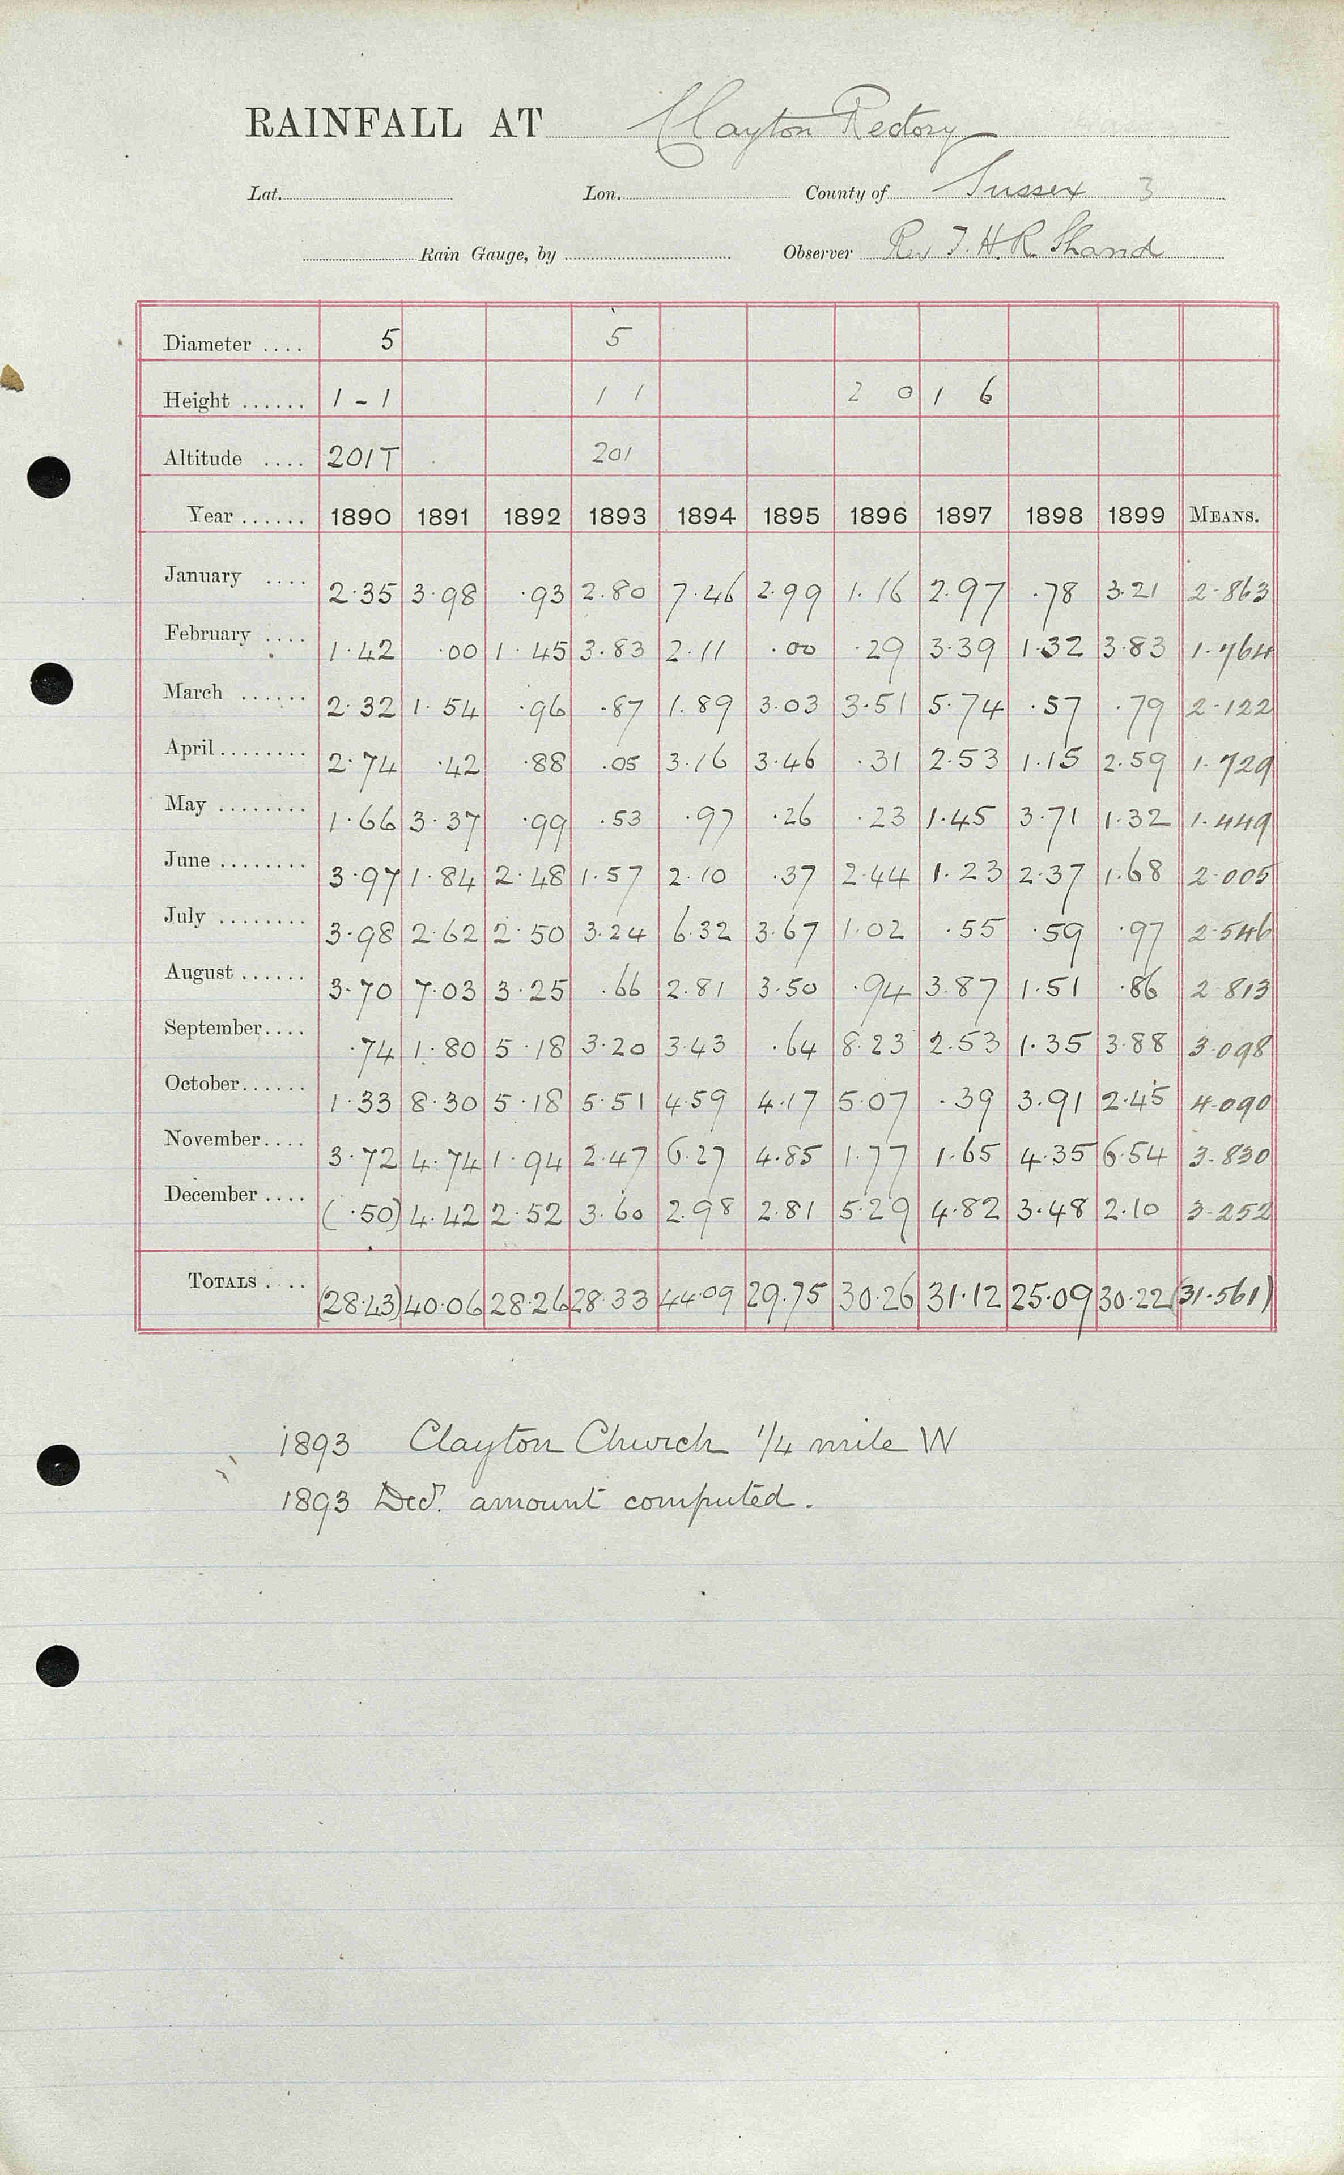 RAINFALL AT Clayton Rectory
Lat. Lon. County of Sussex 3
Rain Gauge, by Observer Rev T. H. R. Shand
Diameter .... 5 5
Height ...... 1 - 1 1 1 2 0 1 6
Altitude .... 201T 201
Year ...... 1890 1891 1892 1893 1894 1895 1896 1897 1898 1899 MEANS.
January .... 2.35 3.98 .93 2.80 7.46 2.99 1.16 2.97 .78 3.21 2.863
February .... 1.42 .00 1.45 3.83 2.11 .00 .29 3.39 1.32 3.83 1.764
March ...... 2.32 1.54 .96 .87 1.89 3.03 3.51 5.74 .57 .79 2.122
April ........ 2.74 .42 .88 .05 3.16 3.46 .31 2.53 1.15 2.59 1.729
May ........ 1.66 3.37 .99 .53 .97 .26 .23 1.45 3.71 1.32 1.449
June ........ 3.97 1.84 2.48 1.57 2.10 .37 2.44 1.23 2.37 1.68 2.005
July ........ 3.98 2.62 2.50 3.24 6.32 3.67 1.02 .55 .59 .97 2.546
August ...... 3.70 7.03 3.25 .66 2.81 3.50 .94 3.87 1.51 .86 2.813
September.... .74 1.80 5.18 3.20 3.43 .64 8.23 2.53 1.35 3.88 3.098
October...... 1.33 8.30 5.18 5.51 4.59 4.17 5.07 .39 3.91 2.45 4.090
November.... 3.72 4.74 1.94 2.47 6.27 4.85 1.77 1.65 4.35 6.54 3.830
December .... (.50) 4.42 2.52 3.60 2.98 2.81 5.29 4.82 3.48 2.10 3.252
TOTALS .... (28.43) 40.06 28.26 28.33 44.09 29.75 30.26 31.12 25.09 30.22 (31.561)
1893 Clayton Church 1/4 mile W
1893 Decr. amount computed.